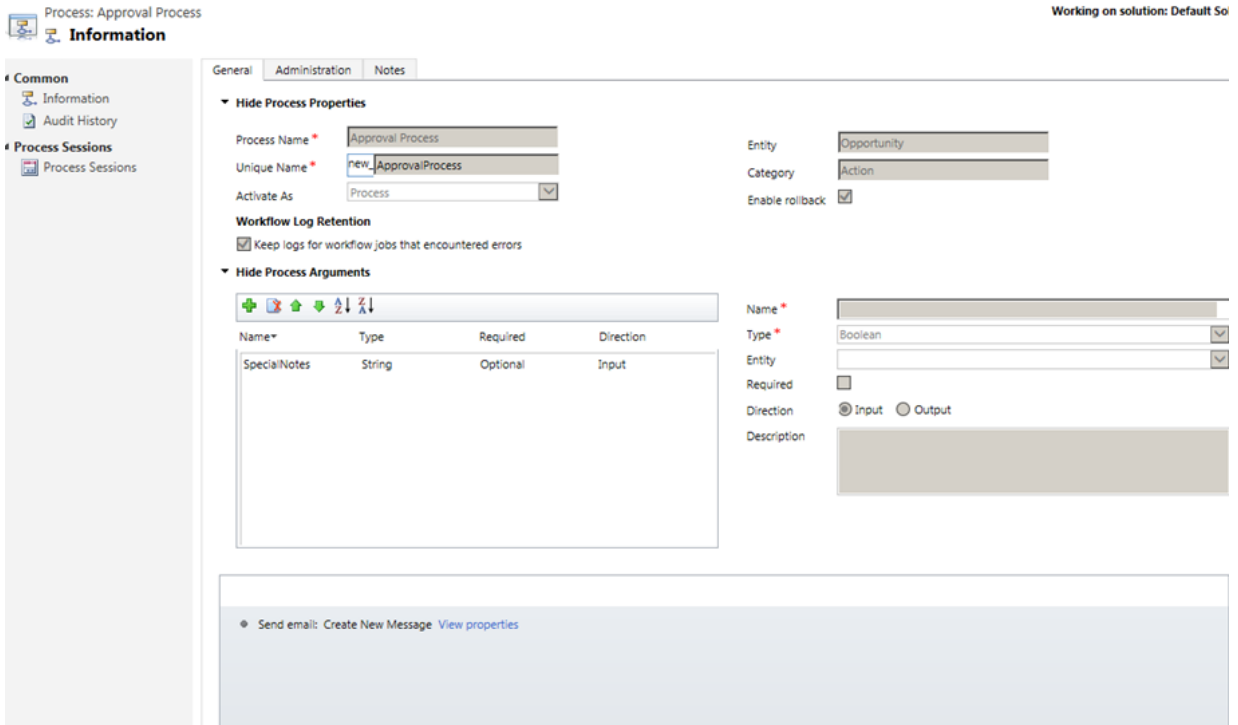 Process: Approval Process
Working on solution: Default Sol
Information
Common
Information
Audit History
Process Sessions
Process Sessions
General Administration Notes
Hide Process Properties
Process Name * Approval Process
Entity Opportunity
Unique Name * new_ ApprovalProcess
Category Action
Activate As Process
Enable rollback
Workflow Log Retention
Keep logs for workflow jobs that encountered errors
Hide Process Arguments
Name Type Required Direction
SpecialNotes String Optional Input
Name *
Type * Boolean
Entity
Required
Direction Input Output
Description
Send email: Create New Message View properties